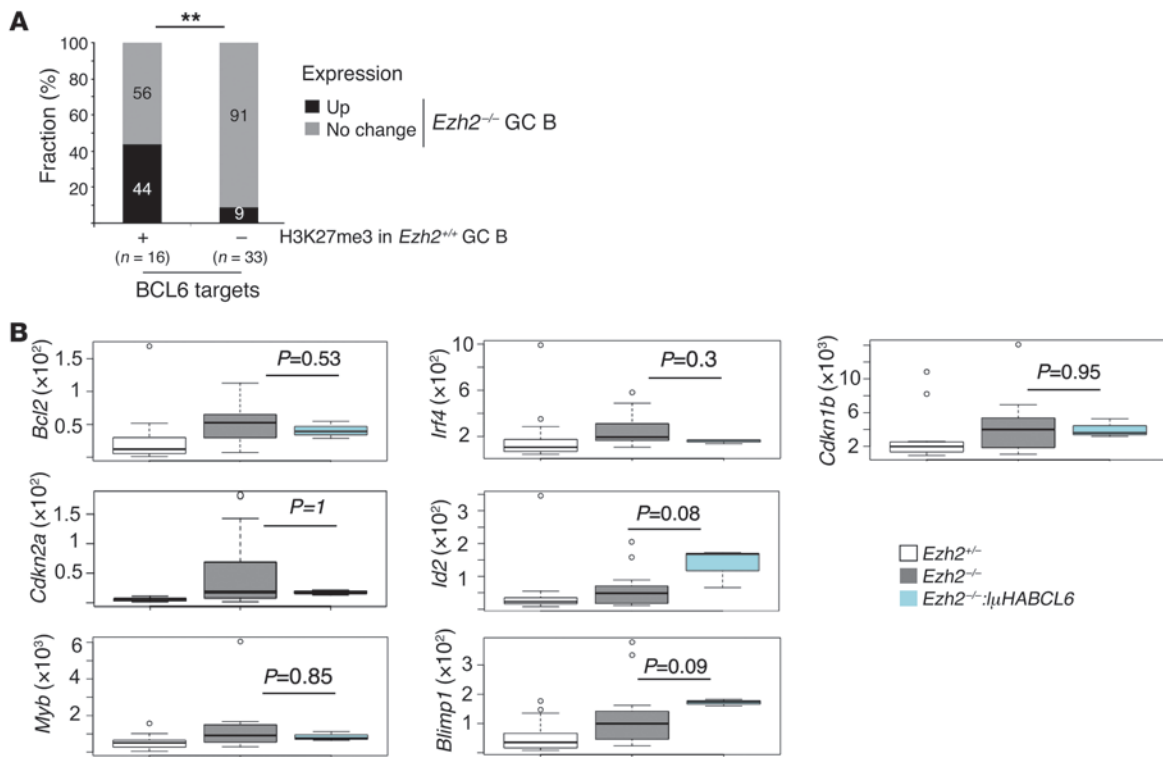 A
**
100
80
60
40
20
Fraction (%)
56
44
91
9
Expression
Up
No change
Ezh2−/− GC B
+ − H3K27me3 in Ezh2+/+ GC B
(n = 16) (n = 33)
BCL6 targets
B
Bcl2 (×10²)
1.5
1
0.5
P=0.53
Irf4 (×10²)
10
6
2
P=0.3
Cdkn1b (×10³)
10
6
2
P=0.95
Cdkn2a (×10²)
1.5
1
0.5
P=1
Id2 (×10²)
3
2
1
0
P=0.08
Ezh2+/−
Ezh2−/−
Ezh2−/−:IμHABCL6
Myb (×10³)
6
4
2
P=0.85
Blimp1 (×10²)
3
2
1
P=0.09